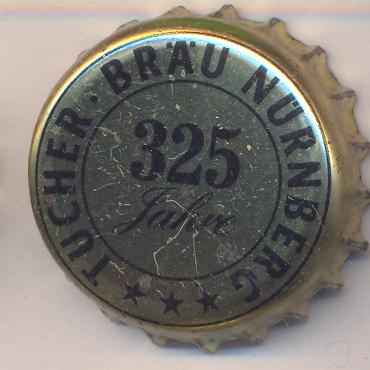 TUCHER · BRÄU NÜRNBERG
325
Jahre